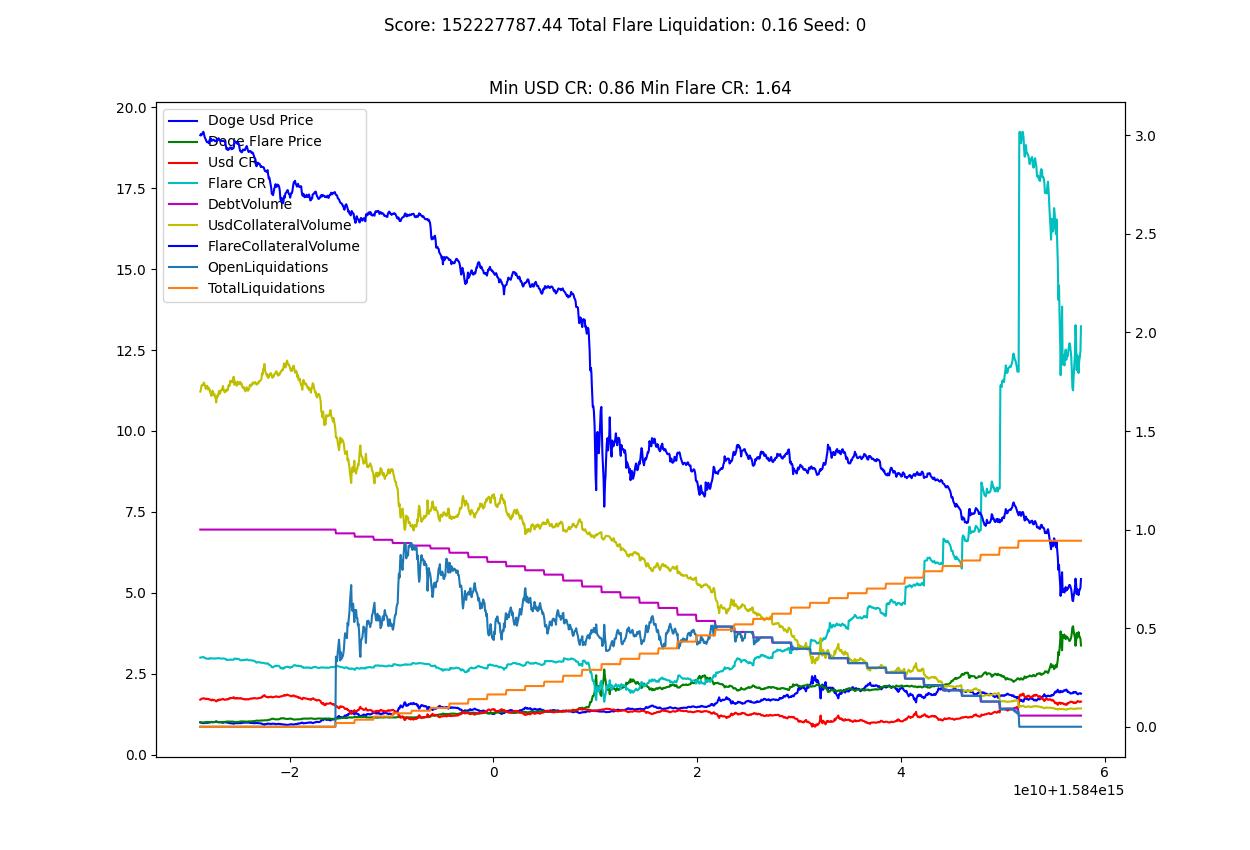 Score: 152227787.44 Total Flare Liquidation: 0.16 Seed: 0
Min USD CR: 0.86 Min Flare CR: 1.64
20.0
17.5
15.0
12.5
10.0
7.5
5.0
2.5
0.0
Doge Usd Price
Doge Flare Price
Usd CR
Flare CR
DebtVolume
UsdCollateralVolume
FlareCollateralVolume
OpenLiquidations
TotalLiquidations
3.0
2.5
2.0
1.5
1.0
0.5
0.0
−2 0 2 4 6
1e10+1.584e15